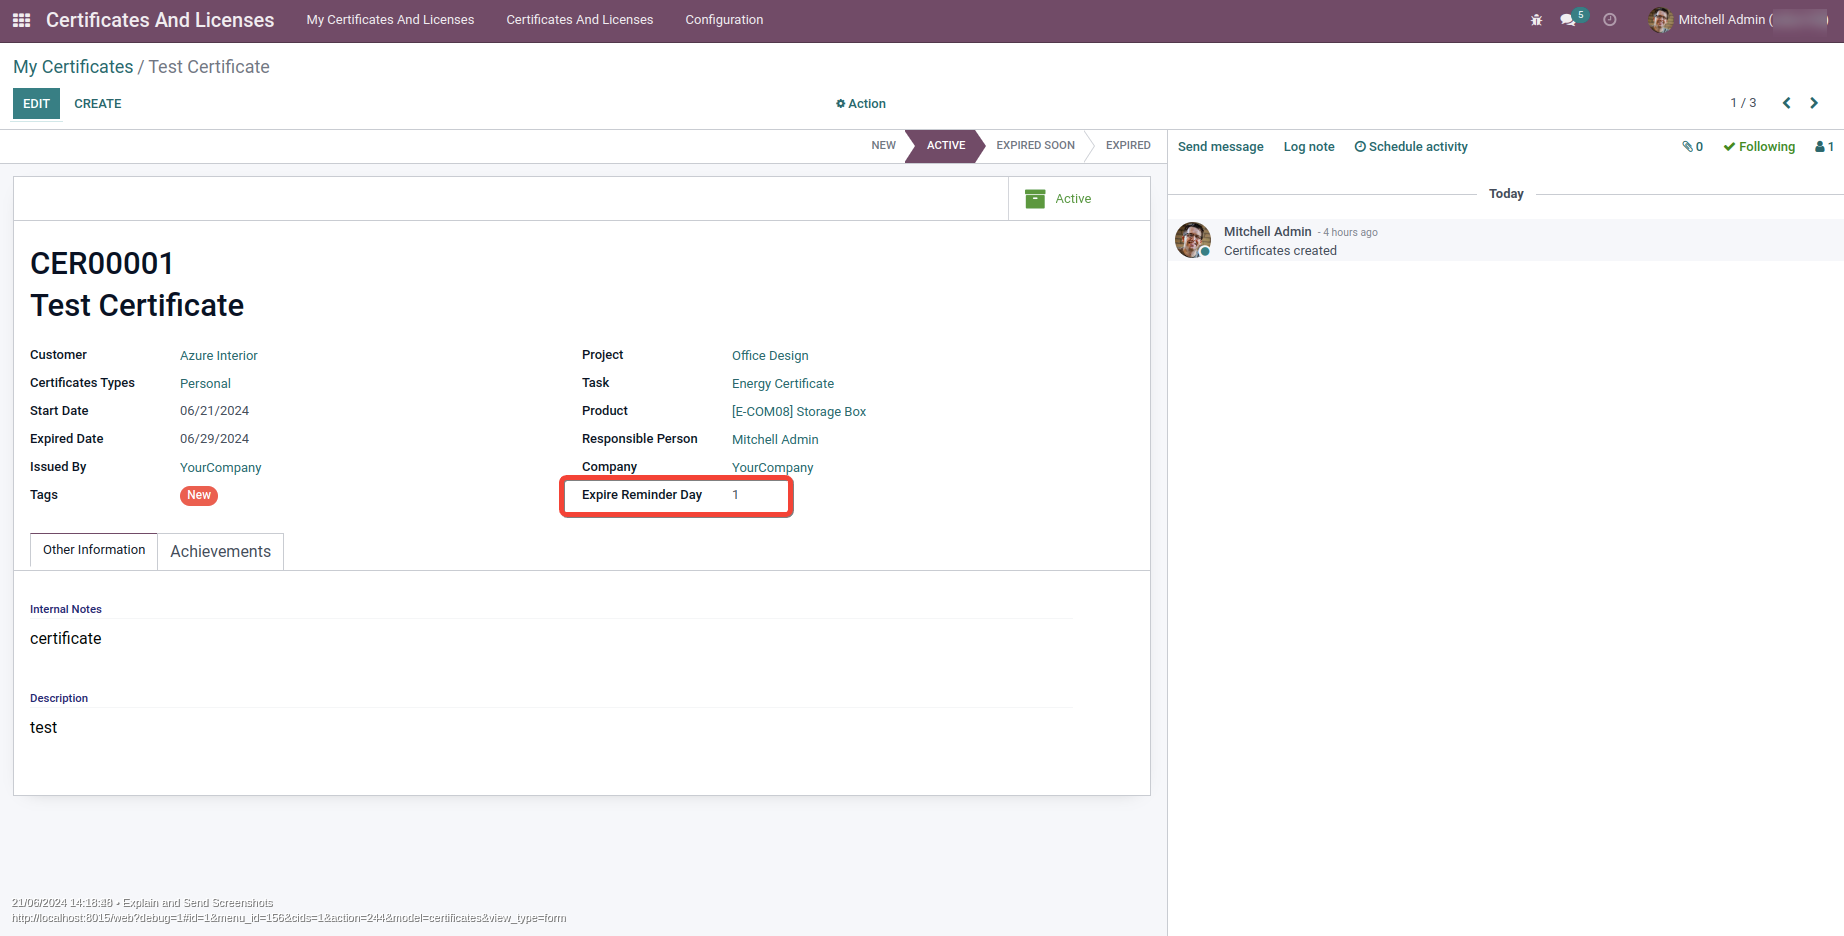 Certificates And Licenses My Certificates And Licenses Certificates And Licenses Configuration 5 Mitchell Admin (
My Certificates / Test Certificate
EDIT CREATE Action 1 / 3
NEW ACTIVE EXPIRED SOON EXPIRED
Send message Log note Schedule activity 0 Following 1
Active
Today
Mitchell Admin - 4 hours ago
Certificates created
CER00001
Test Certificate
Customer Azure Interior
Certificates Types Personal
Start Date 06/21/2024
Expired Date 06/29/2024
Issued By YourCompany
Tags New
Project Office Design
Task Energy Certificate
Product [E-COM08] Storage Box
Responsible Person Mitchell Admin
Company YourCompany
Expire Reminder Day 1
Other Information Achievements
Internal Notes
certificate
Description
test
21/06/2024 14:18:48 • Explain and Send Screenshots
http://localhost:8015/web?debug=1#id=1&menu_id=156&cids=1&action=244&model=certificates&view_type=form